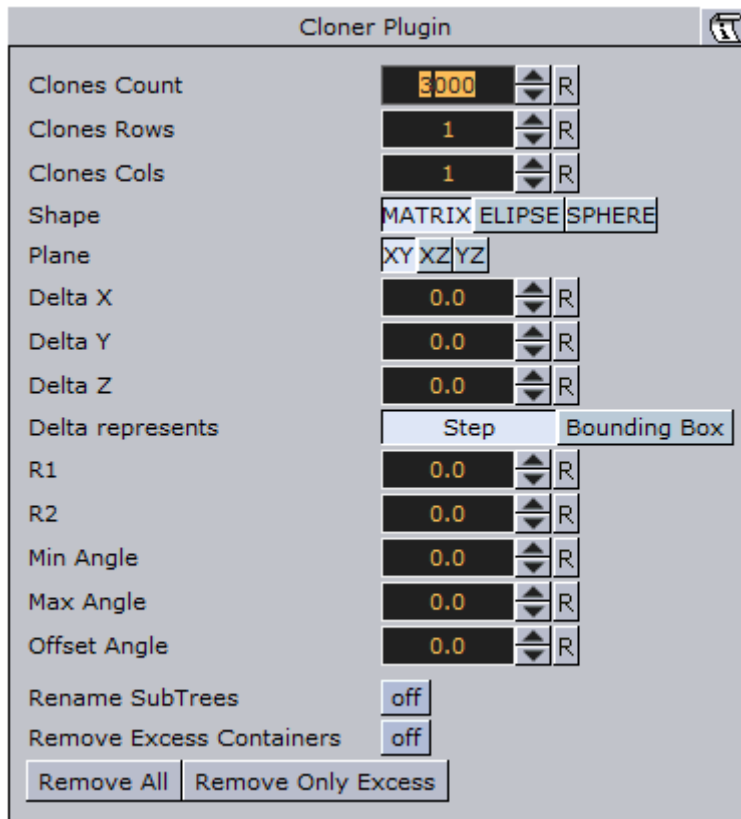 Cloner Plugin
Clones Count 3000 R
Clones Rows 1 R
Clones Cols 1 R
Shape MATRIX ELIPSE SPHERE
Plane XY XZ YZ
Delta X 0.0 R
Delta Y 0.0 R
Delta Z 0.0 R
Delta represents Step Bounding Box
R1 0.0 R
R2 0.0 R
Min Angle 0.0 R
Max Angle 0.0 R
Offset Angle 0.0 R
Rename SubTrees off
Remove Excess Containers off
Remove All Remove Only Excess